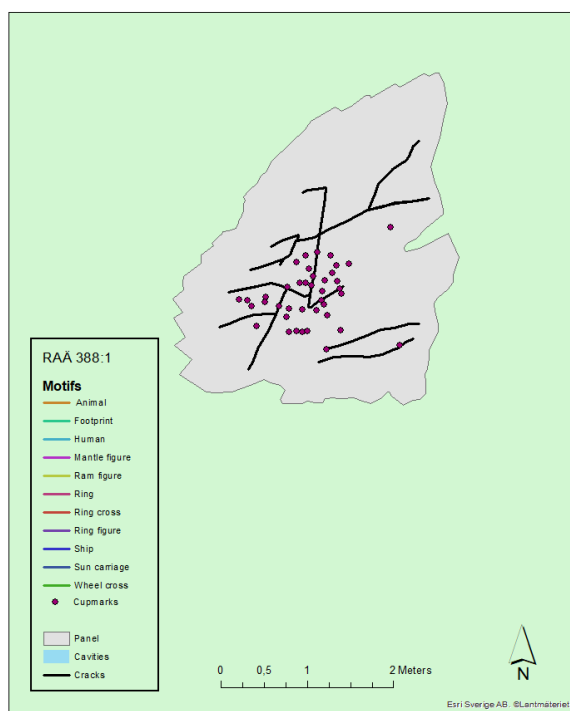 RAÄ 388:1
Motifs
Animal
Footprint
Human
Mantle figure
Ram figure
Ring
Ring cross
Ring figure
Ship
Sun carriage
Wheel cross
Cupmarks
Panel
Cavities
Cracks
0 0,5 1 2 Meters
N
Esri Sverige AB. ©Lantmäteriet